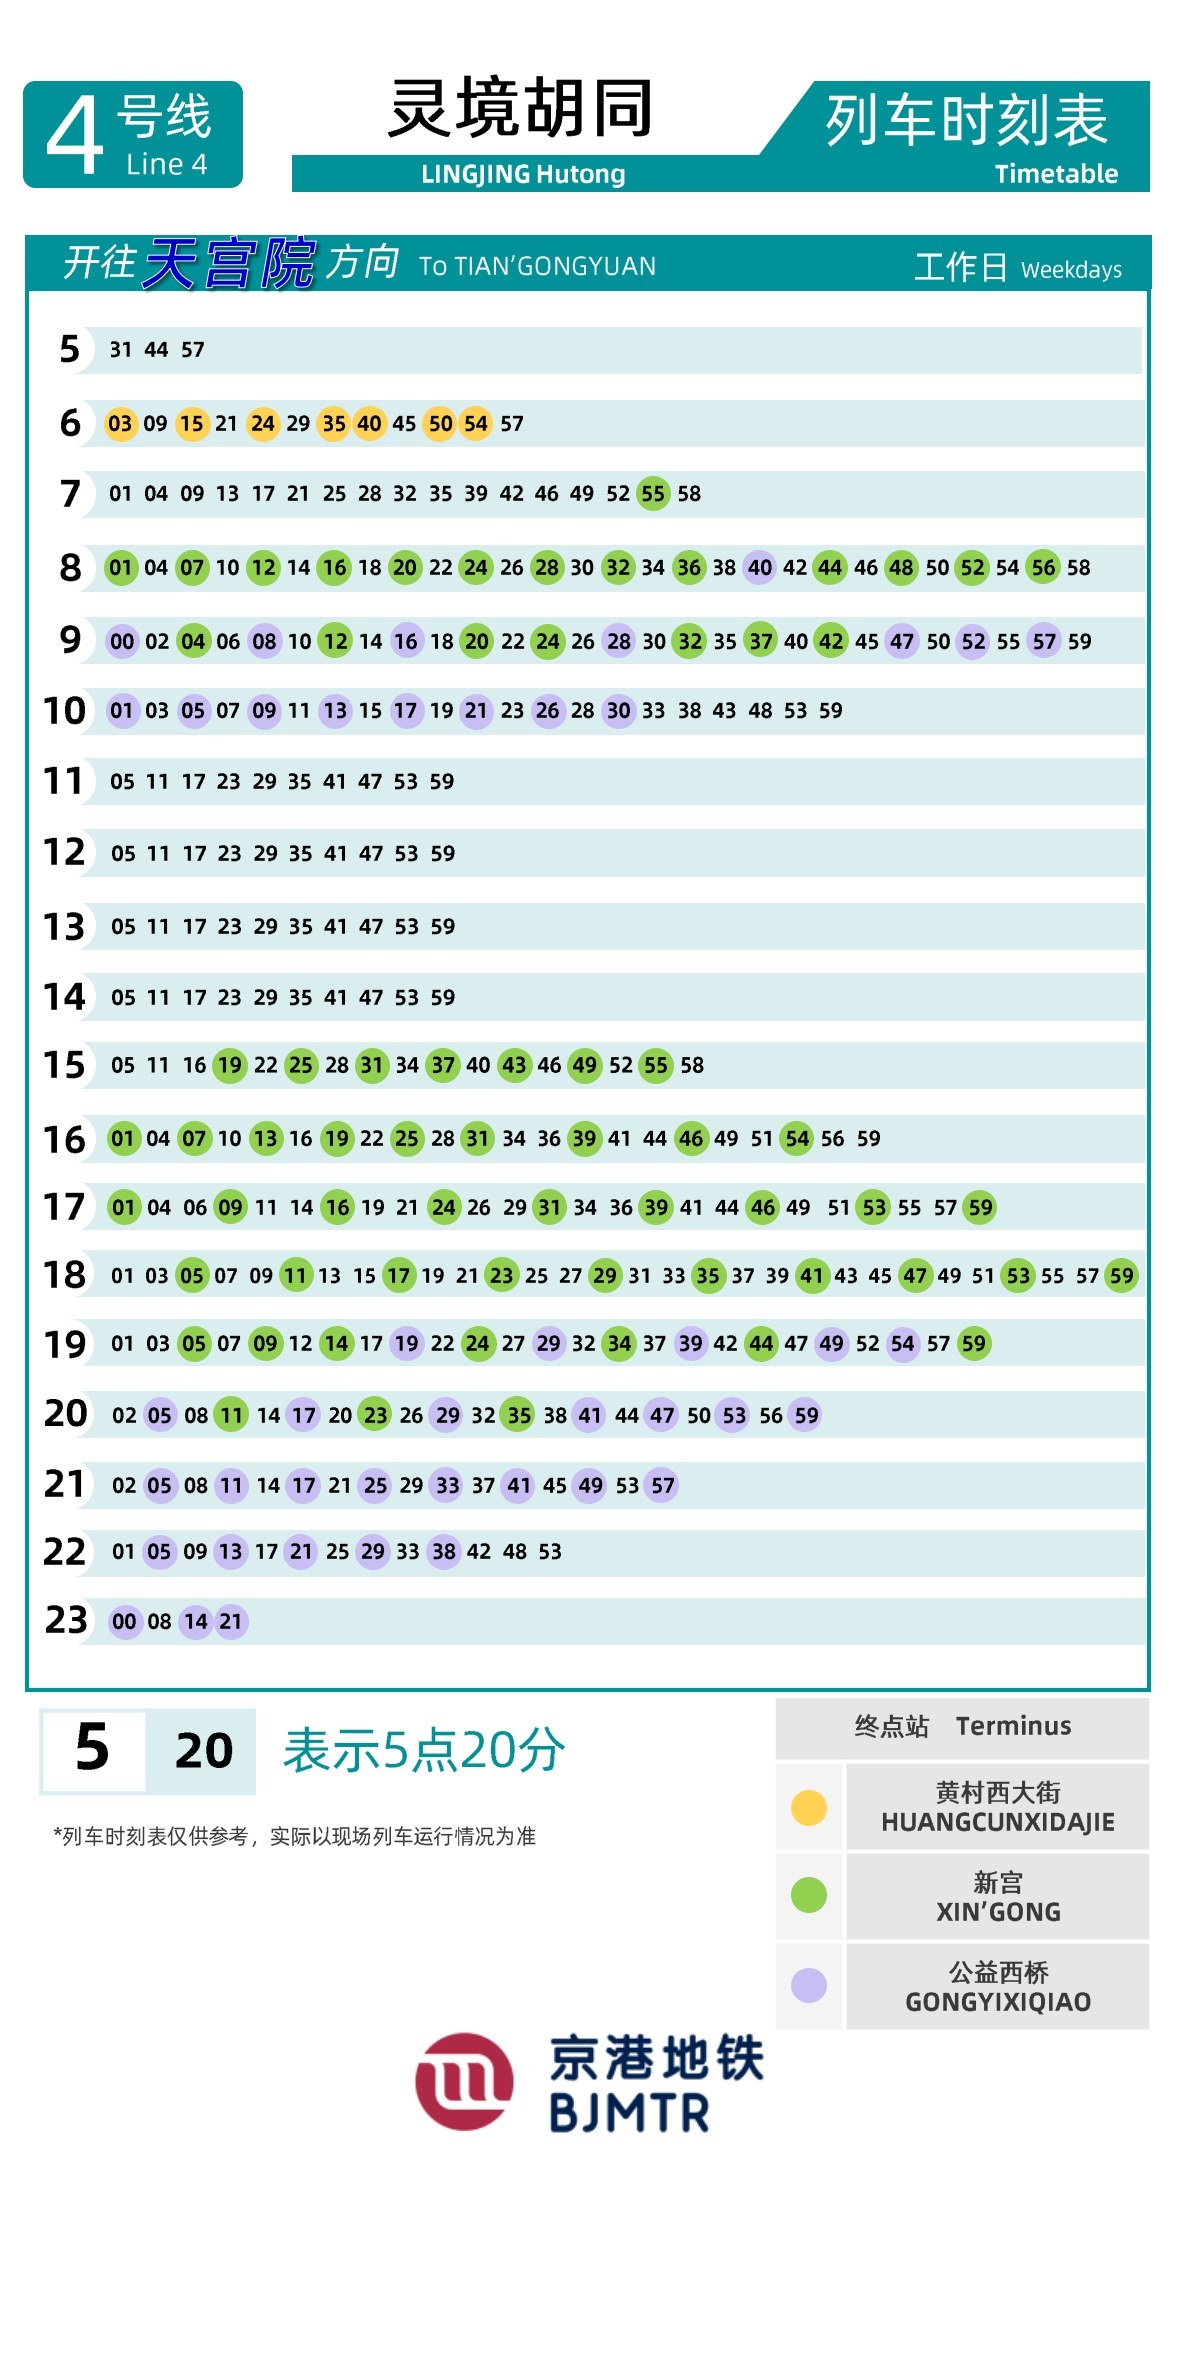 4 号线
Line 4
灵境胡同
LINGJING Hutong
列车时刻表
Timetable
开往 天宫院 方向 To TIAN'GONGYUAN 工作日 Weekdays
5 31 44 57
6 03 09 15 21 24 29 35 40 45 50 54 57
7 01 04 09 13 17 21 25 28 32 35 39 42 46 49 52 55 58
8 01 04 07 10 12 14 16 18 20 22 24 26 28 30 32 34 36 38 40 42 44 46 48 50 52 54 56 58
9 00 02 04 06 08 10 12 14 16 18 20 22 24 26 28 30 32 35 37 40 42 45 47 50 52 55 57 59
10 01 03 05 07 09 11 13 15 17 19 21 23 26 28 30 33 38 43 48 53 59
11 05 11 17 23 29 35 41 47 53 59
12 05 11 17 23 29 35 41 47 53 59
13 05 11 17 23 29 35 41 47 53 59
14 05 11 17 23 29 35 41 47 53 59
15 05 11 16 19 22 25 28 31 34 37 40 43 46 49 52 55 58
16 01 04 07 10 13 16 19 22 25 28 31 34 36 39 41 44 46 49 51 54 56 59
17 01 04 06 09 11 14 16 19 21 24 26 29 31 34 36 39 41 44 46 49 51 53 55 57 59
18 01 03 05 07 09 11 13 15 17 19 21 23 25 27 29 31 33 35 37 39 41 43 45 47 49 51 53 55 57 59
19 01 03 05 07 09 12 14 17 19 22 24 27 29 32 34 37 39 42 44 47 49 52 54 57 59
20 02 05 08 11 14 17 20 23 26 29 32 35 38 41 44 47 50 53 56 59
21 02 05 08 11 14 17 21 25 29 33 37 41 45 49 53 57
22 01 05 09 13 17 21 25 29 33 38 42 48 53
23 00 08 14 21
5 20 表示5点20分
*列车时刻表仅供参考，实际以现场列车运行情况为准
终点站 Terminus
黄村西大街
HUANGCUNXIDAJIE
新宫
XIN'GONG
公益西桥
GONGYIXIQIAO
京港地铁
BJMTR